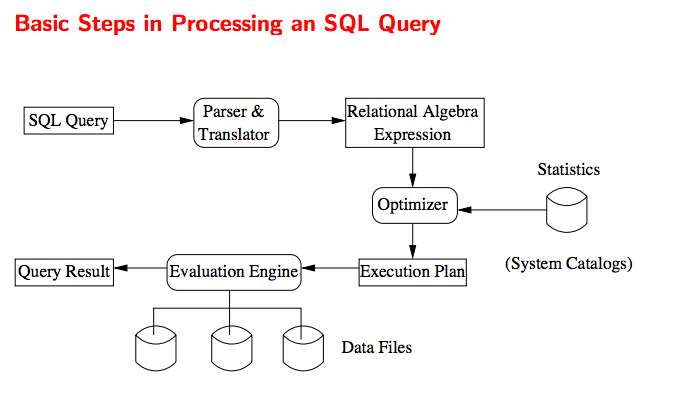 Basic Steps in Processing an SQL Query
SQL Query
Parser &
Translator
Relational Algebra
Expression
Statistics
Optimizer
(System Catalogs)
Query Result
Evaluation Engine
Execution Plan
Data Files